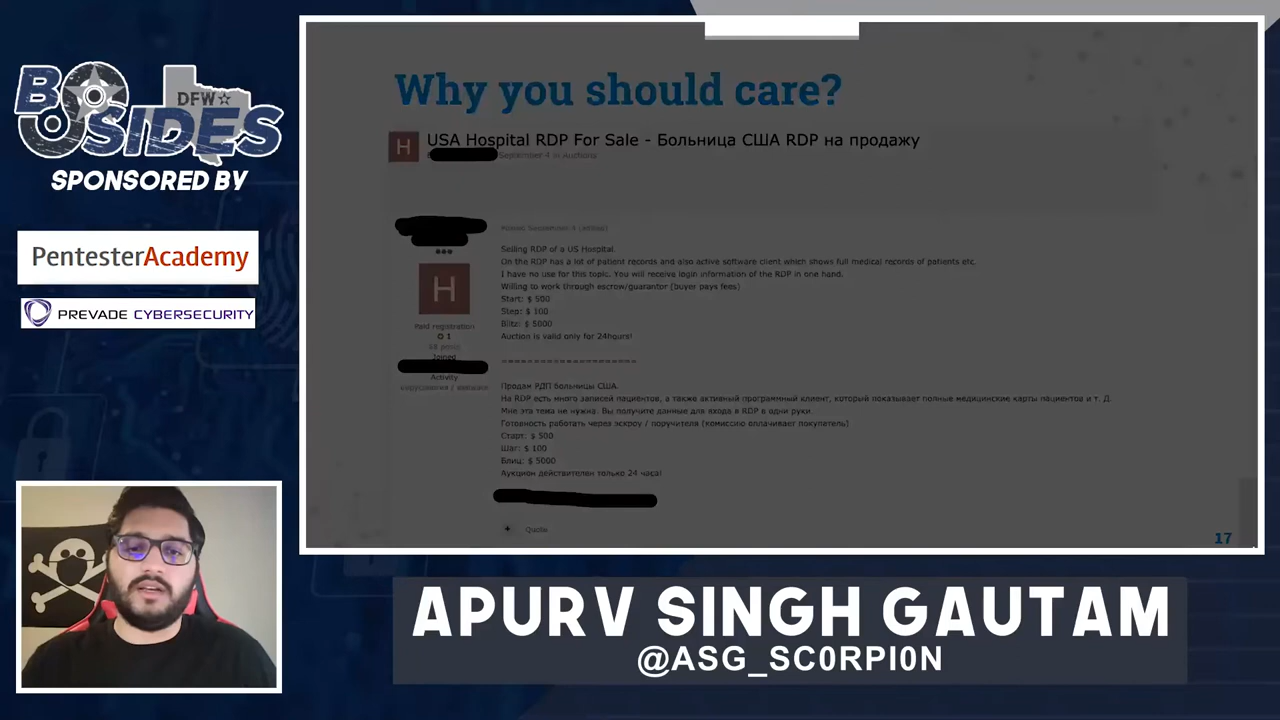 BSIDES
DFW
SPONSORED BY
PentesterAcademy
PREVADE CYBERSECURITY
Why you should care?
H
USA Hospital RDP For Sale - Больница США RDP на продажу
September 4 in Auctions
Posted September 4 (edited)
Selling RDP of a US Hospital.
On the RDP has a lot of patient records and also active software client which shows full medical records of patients etc.
I have no use for this topic. You will receive login information of the RDP in one hand.
Willing to work through escrow/guarantor (buyer pays fees)
Start: $ 500
Step: $ 100
Blitz: $ 5000
Auction is valid only for 24hours!
H
Paid registration
1
Joined
Activity
====================
Продам РДП больницы США.
На RDP есть много записей пациентов, а также активный программный клиент, который показывает полные медицинские карты пациентов и т. Д.
Мне эта тема не нужна. Вы получите данные для входа в RDP в одни руки.
Готовность работать через эскроу / поручителя (комиссию оплачивает покупатель)
Старт: $ 500
Шаг: $ 100
Блиц: $ 5000
Аукцион действителен только 24 часа!
+ Quote
17
APURV SINGH GAUTAM
@ASG_SC0RPI0N